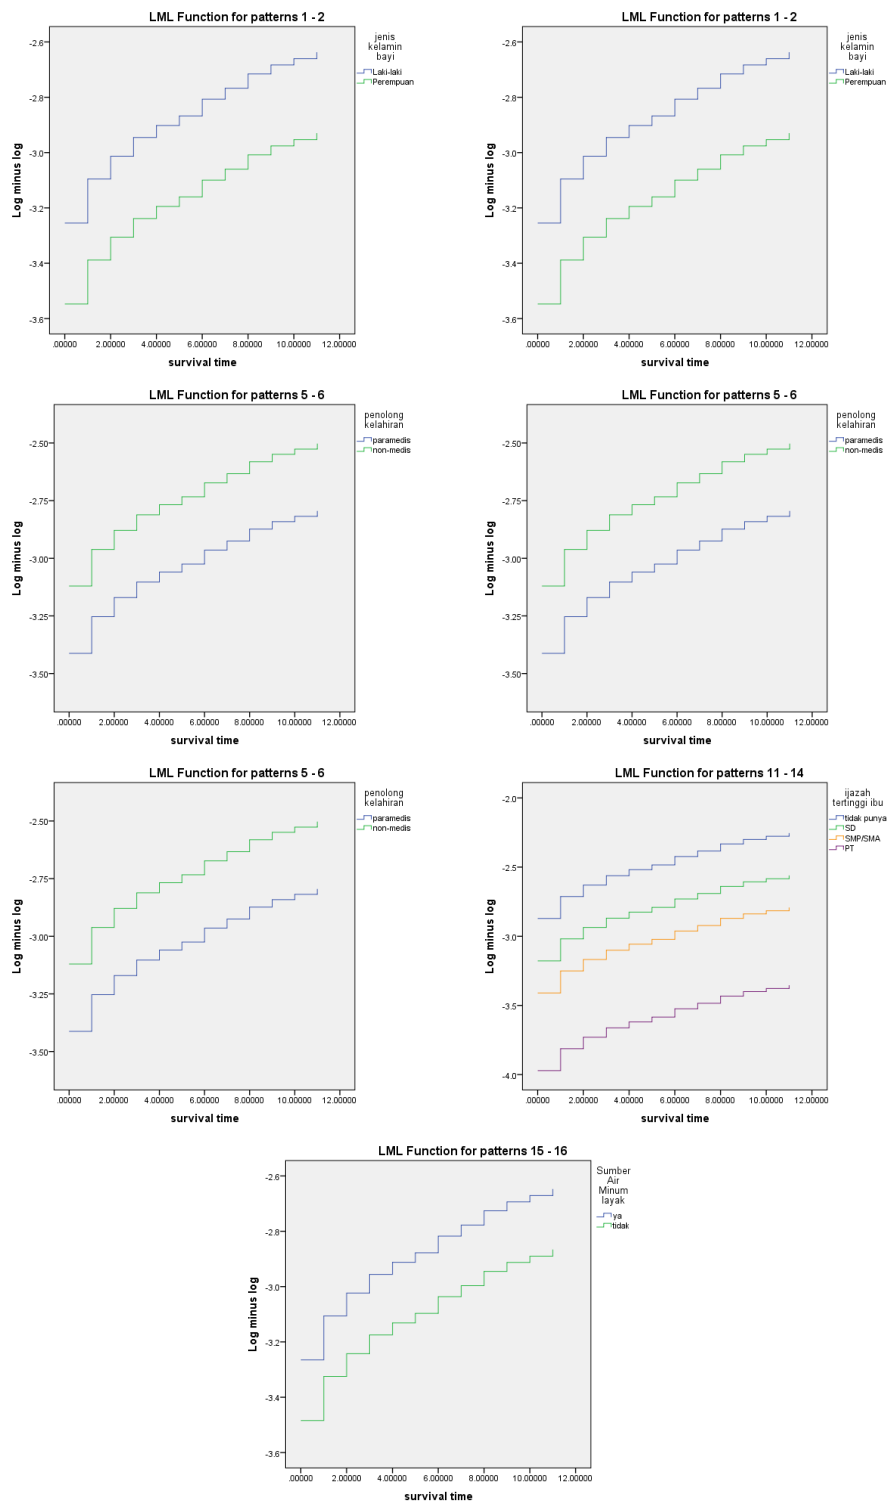 LML Function for patterns 1 - 2
jenis
kelamin
bayi
Laki-laki
Perempuan
-2.6
-2.8
-3.0
-3.2
-3.4
-3.6
Log minus log
.00000 2.00000 4.00000 6.00000 8.00000 10.00000 12.00000
survival time
LML Function for patterns 1 - 2
jenis
kelamin
bayi
Laki-laki
Perempuan
-2.6
-2.8
-3.0
-3.2
-3.4
-3.6
Log minus log
.00000 2.00000 4.00000 6.00000 8.00000 10.00000 12.00000
survival time
LML Function for patterns 5 - 6
penolong
kelahiran
paramedis
non-medis
-2.50
-2.75
-3.00
-3.25
-3.50
Log minus log
.00000 2.00000 4.00000 6.00000 8.00000 10.00000 12.00000
survival time
LML Function for patterns 5 - 6
penolong
kelahiran
paramedis
non-medis
-2.50
-2.75
-3.00
-3.25
-3.50
Log minus log
.00000 2.00000 4.00000 6.00000 8.00000 10.00000 12.00000
survival time
LML Function for patterns 5 - 6
penolong
kelahiran
paramedis
non-medis
-2.50
-2.75
-3.00
-3.25
-3.50
Log minus log
.00000 2.00000 4.00000 6.00000 8.00000 10.00000 12.00000
survival time
LML Function for patterns 11 - 14
ijazah
tertinggi ibu
tidak punya
SD
SMP/SMA
PT
-2.0
-2.5
-3.0
-3.5
-4.0
Log minus log
.00000 2.00000 4.00000 6.00000 8.00000 10.00000 12.00000
survival time
LML Function for patterns 15 - 16
Sumber
Air
Minum
layak
ya
tidak
-2.6
-2.8
-3.0
-3.2
-3.4
-3.6
Log minus log
.00000 2.00000 4.00000 6.00000 8.00000 10.00000 12.00000
survival time